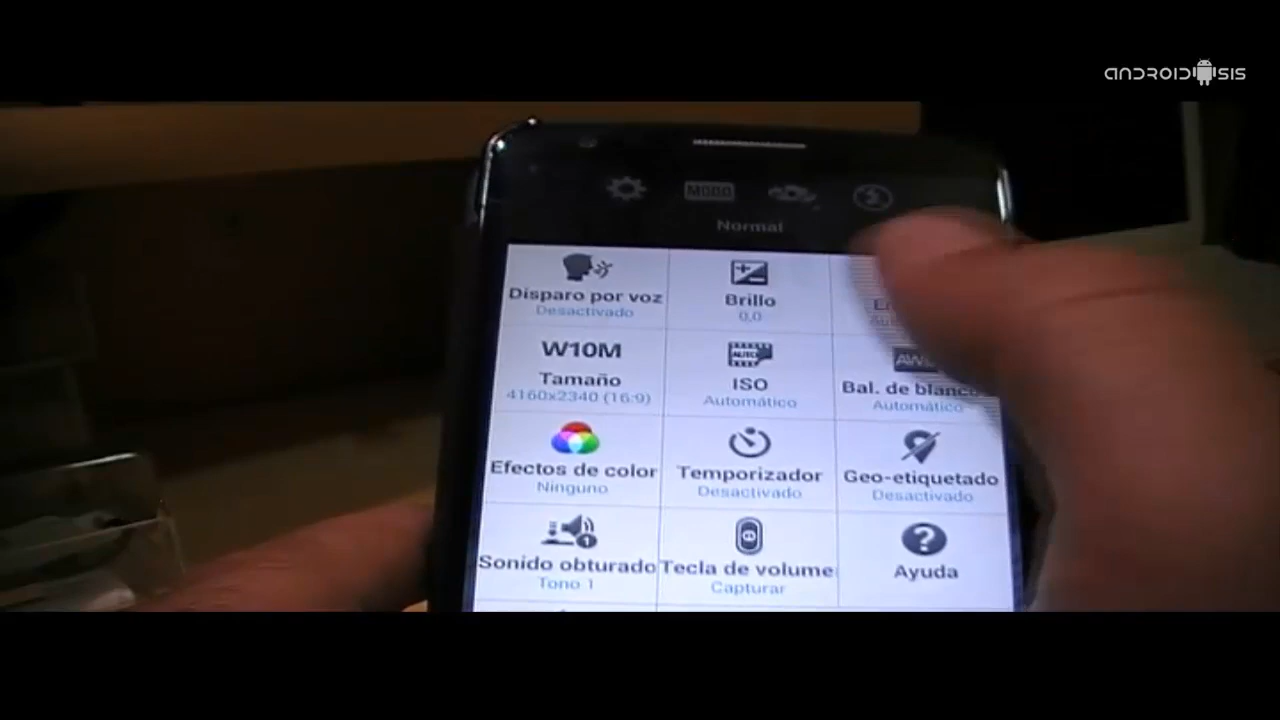 ANDROIDSIS
MODO
Normal
Disparo por voz
Desactivado
Brillo
0,0
W10M
Tamaño
4160x2340 (16:9)
AUTO
ISO
Automático
Bal. de blanco
Automático
Efectos de color
Ninguno
Temporizador
Desactivado
Geo-etiquetado
Desactivado
1
Sonido obturado
Tono 1
Tecla de volume
Capturar
?
Ayuda